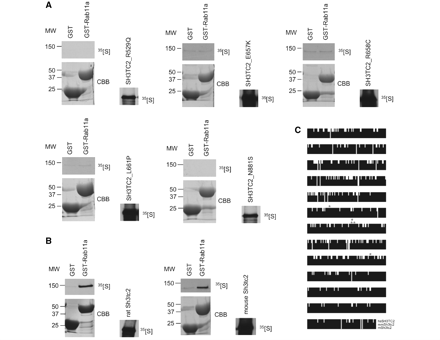 A
GST
GST-Rab11a
MW
150
35[S]
50
37
25
CBB
SH3TC2_R529Q
35[S]
GST
GST-Rab11a
MW
150
35[S]
50
37
25
CBB
SH3TC2_E657K
35[S]
GST
GST-Rab11a
MW
150
35[S]
50
37
25
CBB
SH3TC2_R658C
35[S]
GST
GST-Rab11a
MW
150
35[S]
50
37
25
CBB
SH3TC2_L661P
35[S]
GST
GST-Rab11a
MW
150
35[S]
50
37
25
CBB
SH3TC2_N881S
35[S]
B
GST
GST-Rab11a
MW
150
35[S]
50
37
25
CBB
rat Sh3tc2
35[S]
GST
GST-Rab11a
MW
150
35[S]
50
37
25
CBB
mouse Sh3tc2
35[S]
C